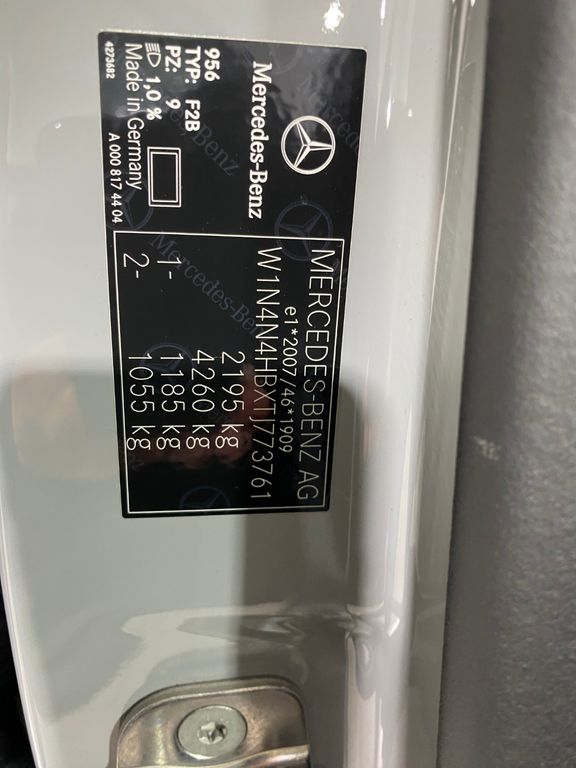 Mercedes-Benz
956
TYP: F2B
PZ: 9
1,0 %
Made in Germany
4273682
A 000 817 44 04
MERCEDES-BENZ AG
e1*2007/46*1909
W1N4N4HBXTJ773761
2195 kg
4260 kg
1- 1185 kg
2- 1055 kg